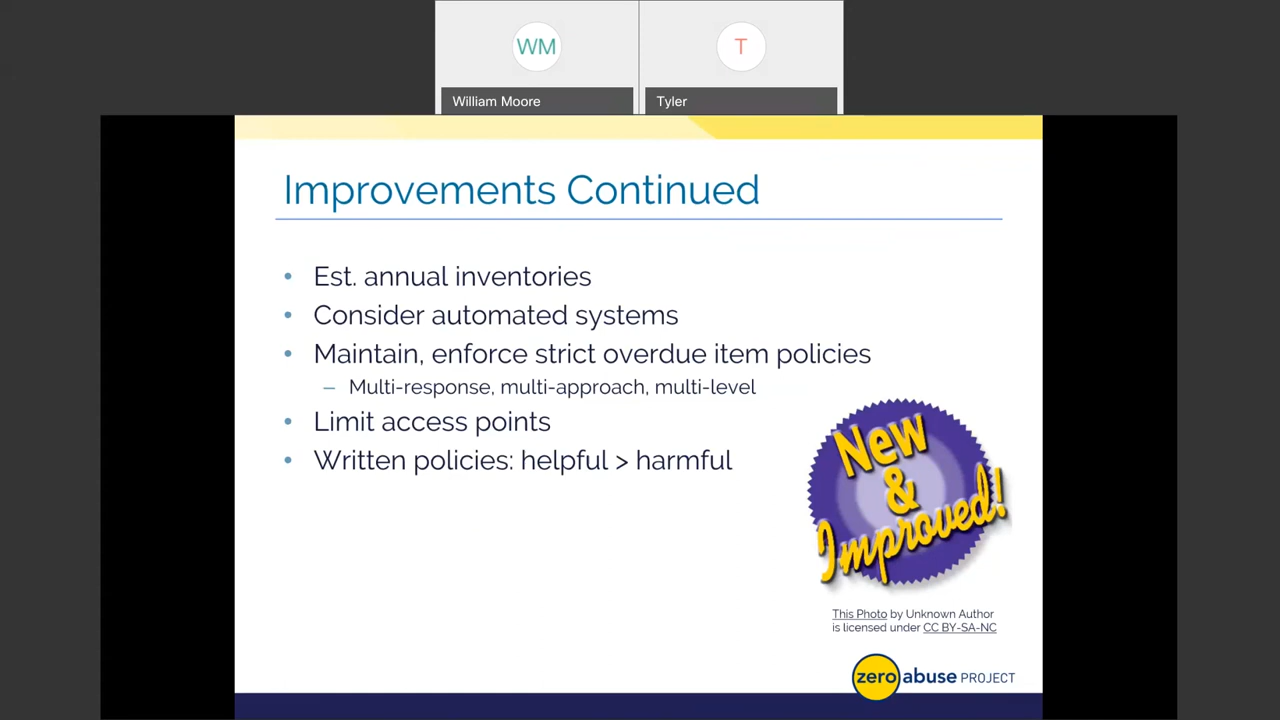 WM
T
William Moore
Tyler
Improvements Continued
• Est. annual inventories
• Consider automated systems
• Maintain, enforce strict overdue item policies
– Multi-response, multi-approach, multi-level
• Limit access points
• Written policies: helpful > harmful
New
&
Improved!
This Photo by Unknown Author
is licensed under CC BY-SA-NC
zero abuse PROJECT